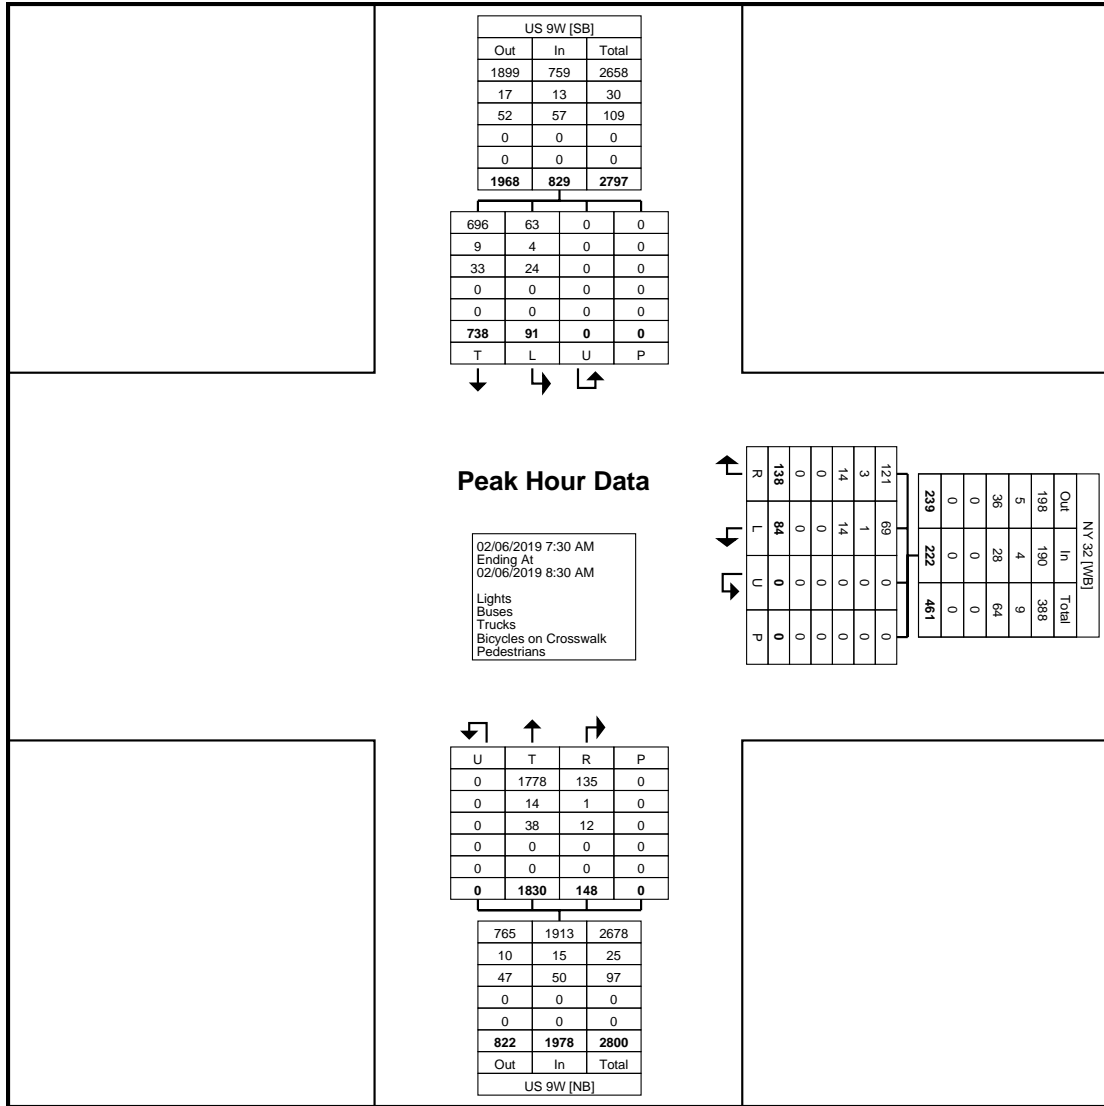 US 9W [SB]
Out In Total
1899 759 2658
17 13 30
52 57 109
0 0 0
0 0 0
1968 829 2797
696 63 0 0
9 4 0 0
33 24 0 0
0 0 0 0
0 0 0 0
738 91 0 0
T L U P
Peak Hour Data
02/06/2019 7:30 AM
Ending At
02/06/2019 8:30 AM
Lights
Buses
Trucks
Bicycles on Crosswalk
Pedestrians
NY 32 [WB]
Out In Total
198 190 388
5 4 9
36 28 64
0 0 0
0 0 0
239 222 461
121 69 0 0
3 1 0 0
14 14 0 0
0 0 0 0
0 0 0 0
138 84 0 0
R L U P
U T R P
0 1778 135 0
0 14 1 0
0 38 12 0
0 0 0 0
0 0 0 0
0 1830 148 0
765 1913 2678
10 15 25
47 50 97
0 0 0
0 0 0
822 1978 2800
Out In Total
US 9W [NB]